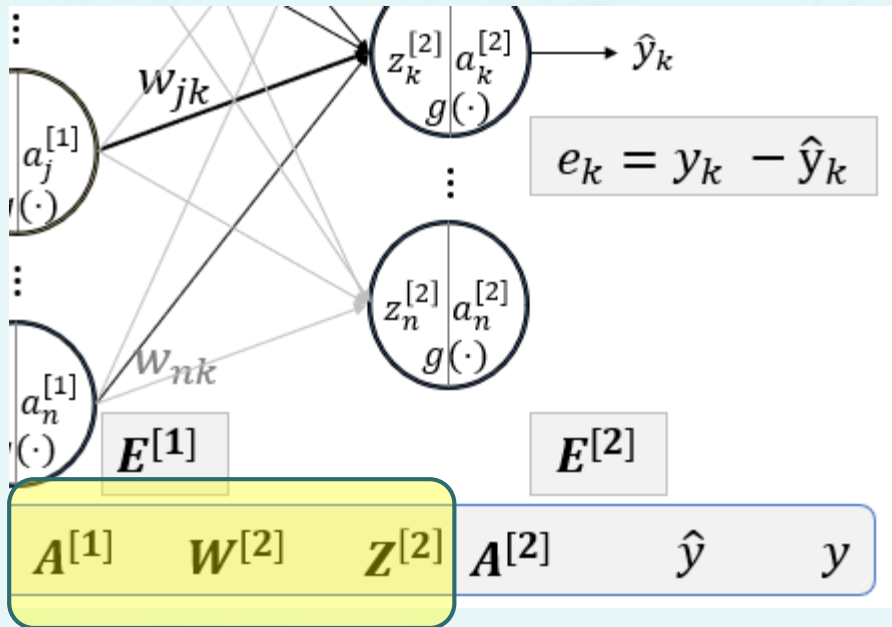 ⋮
z_k^[2] a_k^[2] ŷ_k
g(·)
w_jk
a_j^[1]
(·)
e_k = y_k − ŷ_k
⋮
⋮
z_n^[2] a_n^[2]
g(·)
w_nk
a_n^[1]
(·)
E^[1] E^[2]
A^[1] W^[2] Z^[2] A^[2] ŷ y